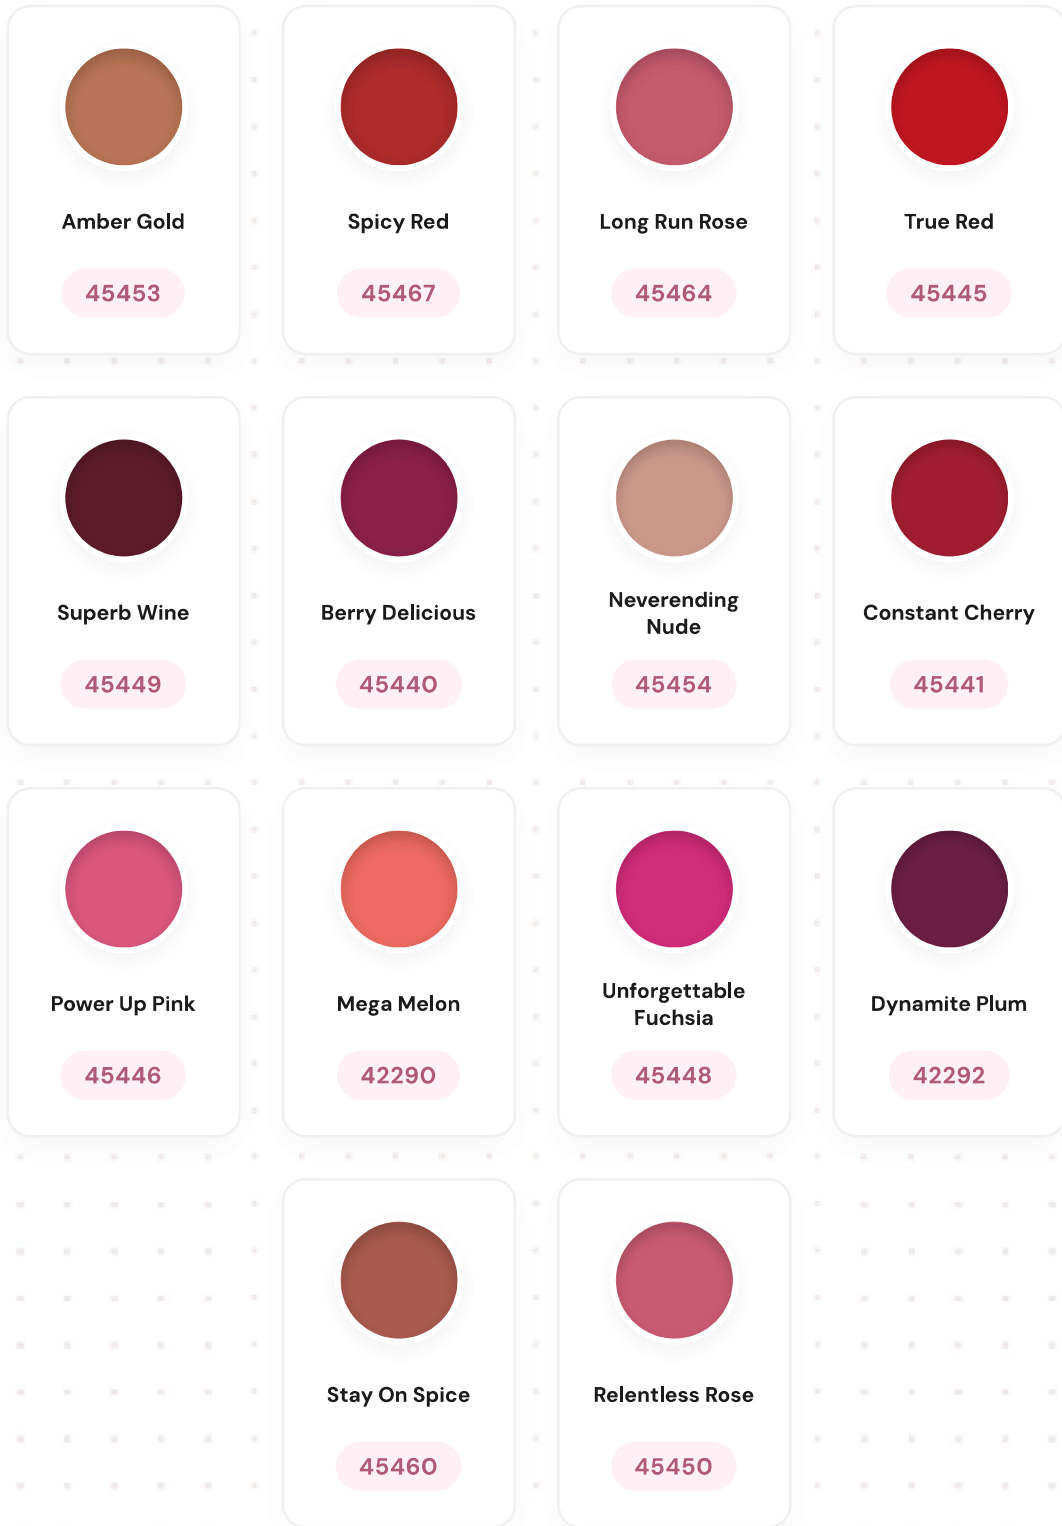 Amber Gold
45453
Spicy Red
45467
Long Run Rose
45464
True Red
45445
Superb Wine
45449
Berry Delicious
45440
Neverending
Nude
45454
Constant Cherry
45441
Power Up Pink
45446
Mega Melon
42290
Unforgettable
Fuchsia
45448
Dynamite Plum
42292
Stay On Spice
45460
Relentless Rose
45450